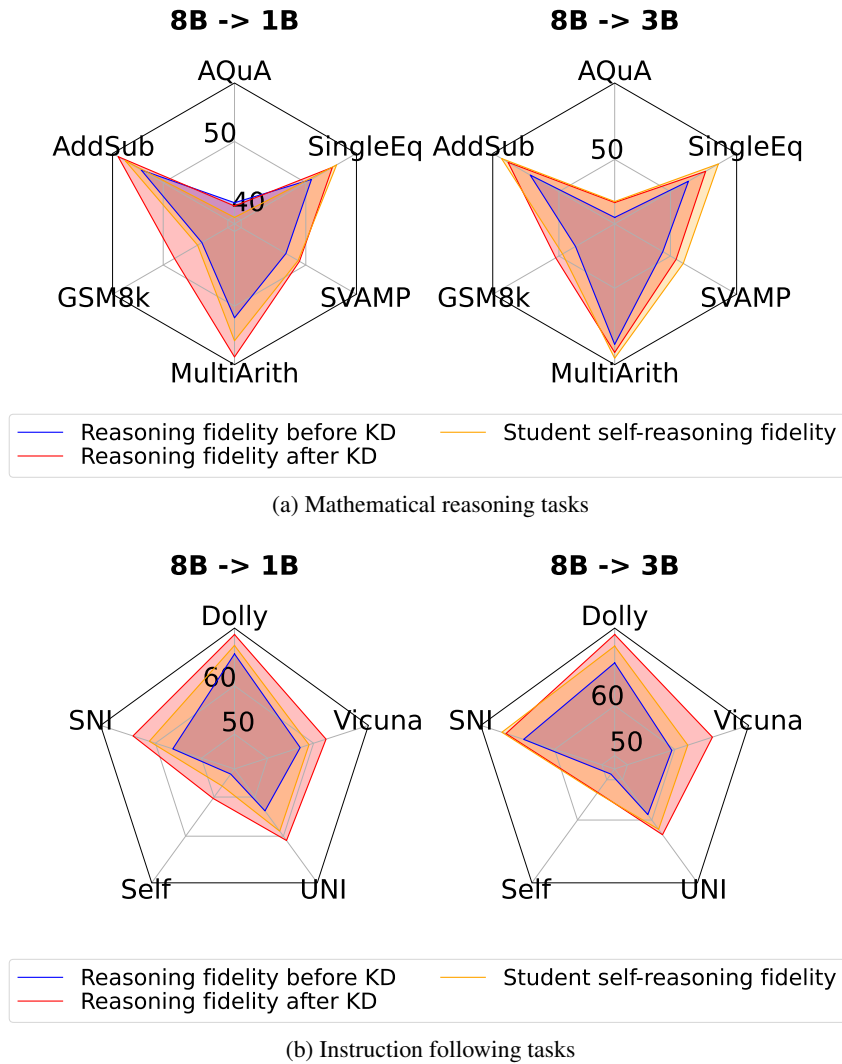 8B -> 1B 8B -> 3B
AQuA AQuA
50 50
AddSub SingleEq AddSub SingleEq
40
GSM8k SVAMP GSM8k SVAMP
MultiArith MultiArith
Reasoning fidelity before KD Student self-reasoning fidelity
Reasoning fidelity after KD
(a) Mathematical reasoning tasks
8B -> 1B 8B -> 3B
Dolly Dolly
60 60
SNI 50 Vicuna SNI 50 Vicuna
Self UNI Self UNI
Reasoning fidelity before KD Student self-reasoning fidelity
Reasoning fidelity after KD
(b) Instruction following tasks